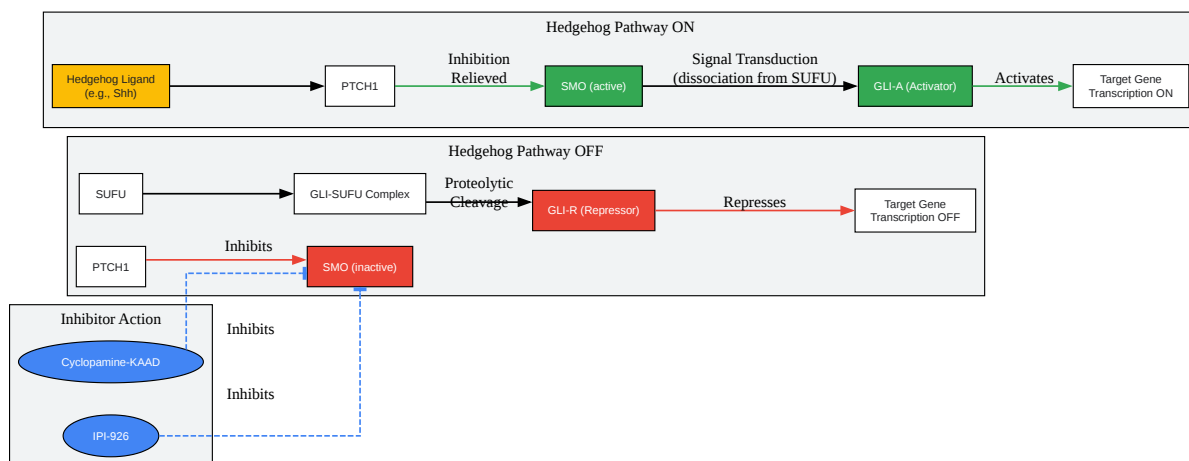 Hedgehog Pathway ON
Hedgehog Ligand
(e.g., Shh)
PTCH1
Inhibition
Relieved
SMO (active)
Signal Transduction
(dissociation from SUFU)
GLI-A (Activator)
Activates
Target Gene
Transcription ON
Hedgehog Pathway OFF
SUFU
GLI-SUFU Complex
Proteolytic
Cleavage
GLI-R (Repressor)
Represses
Target Gene
Transcription OFF
PTCH1
Inhibits
SMO (inactive)
Inhibitor Action
Cyclopamine-KAAD
Inhibits
IPI-926
Inhibits